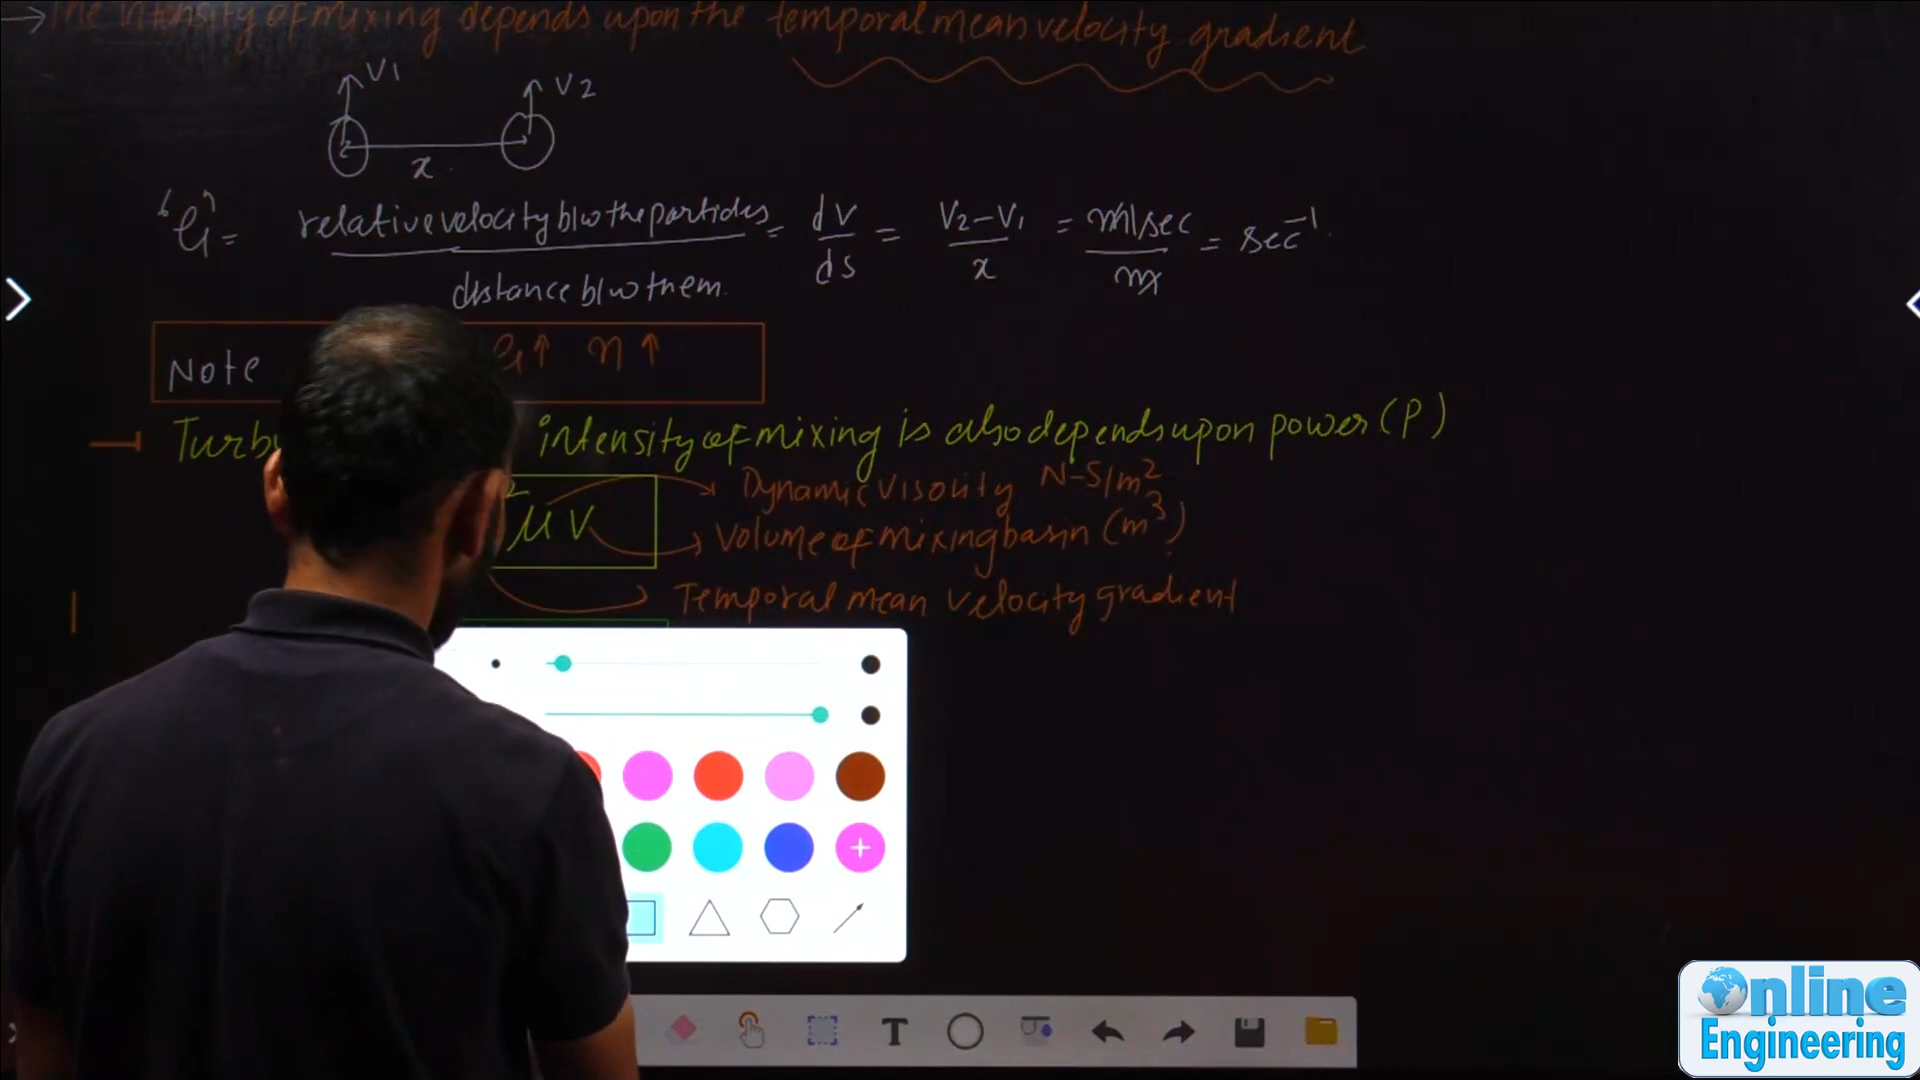 The intensity of mixing depends upon the temporal mean velocity gradient
V1 V2
x
"G" = relative velocity b/w the particles / distance b/w them = dv/ds = V2-V1/x = m/sec/m = sec-1
Note G↑ η↑
intensity of mixing is also depends upon power (P)
2 μ V
Dynamic Visolity N-S/m2
Volume of mixing basin (m3)
Temporal mean velocity gradient
T
Online
Engineering